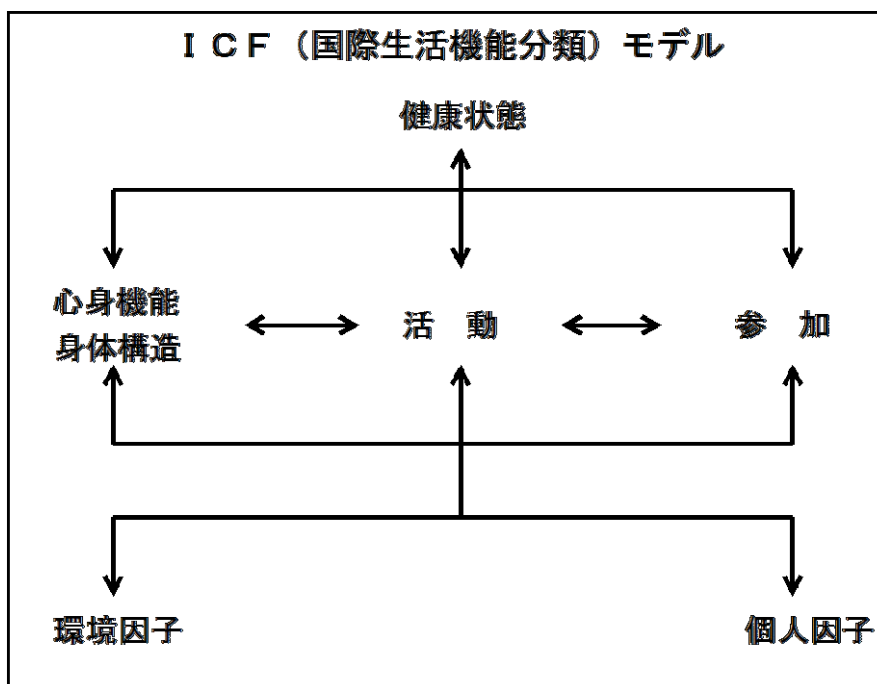 ＩＣＦ（国際生活機能分類）モデル
健康状態
心身機能
身体構造
活　動
参　加
環境因子
個人因子